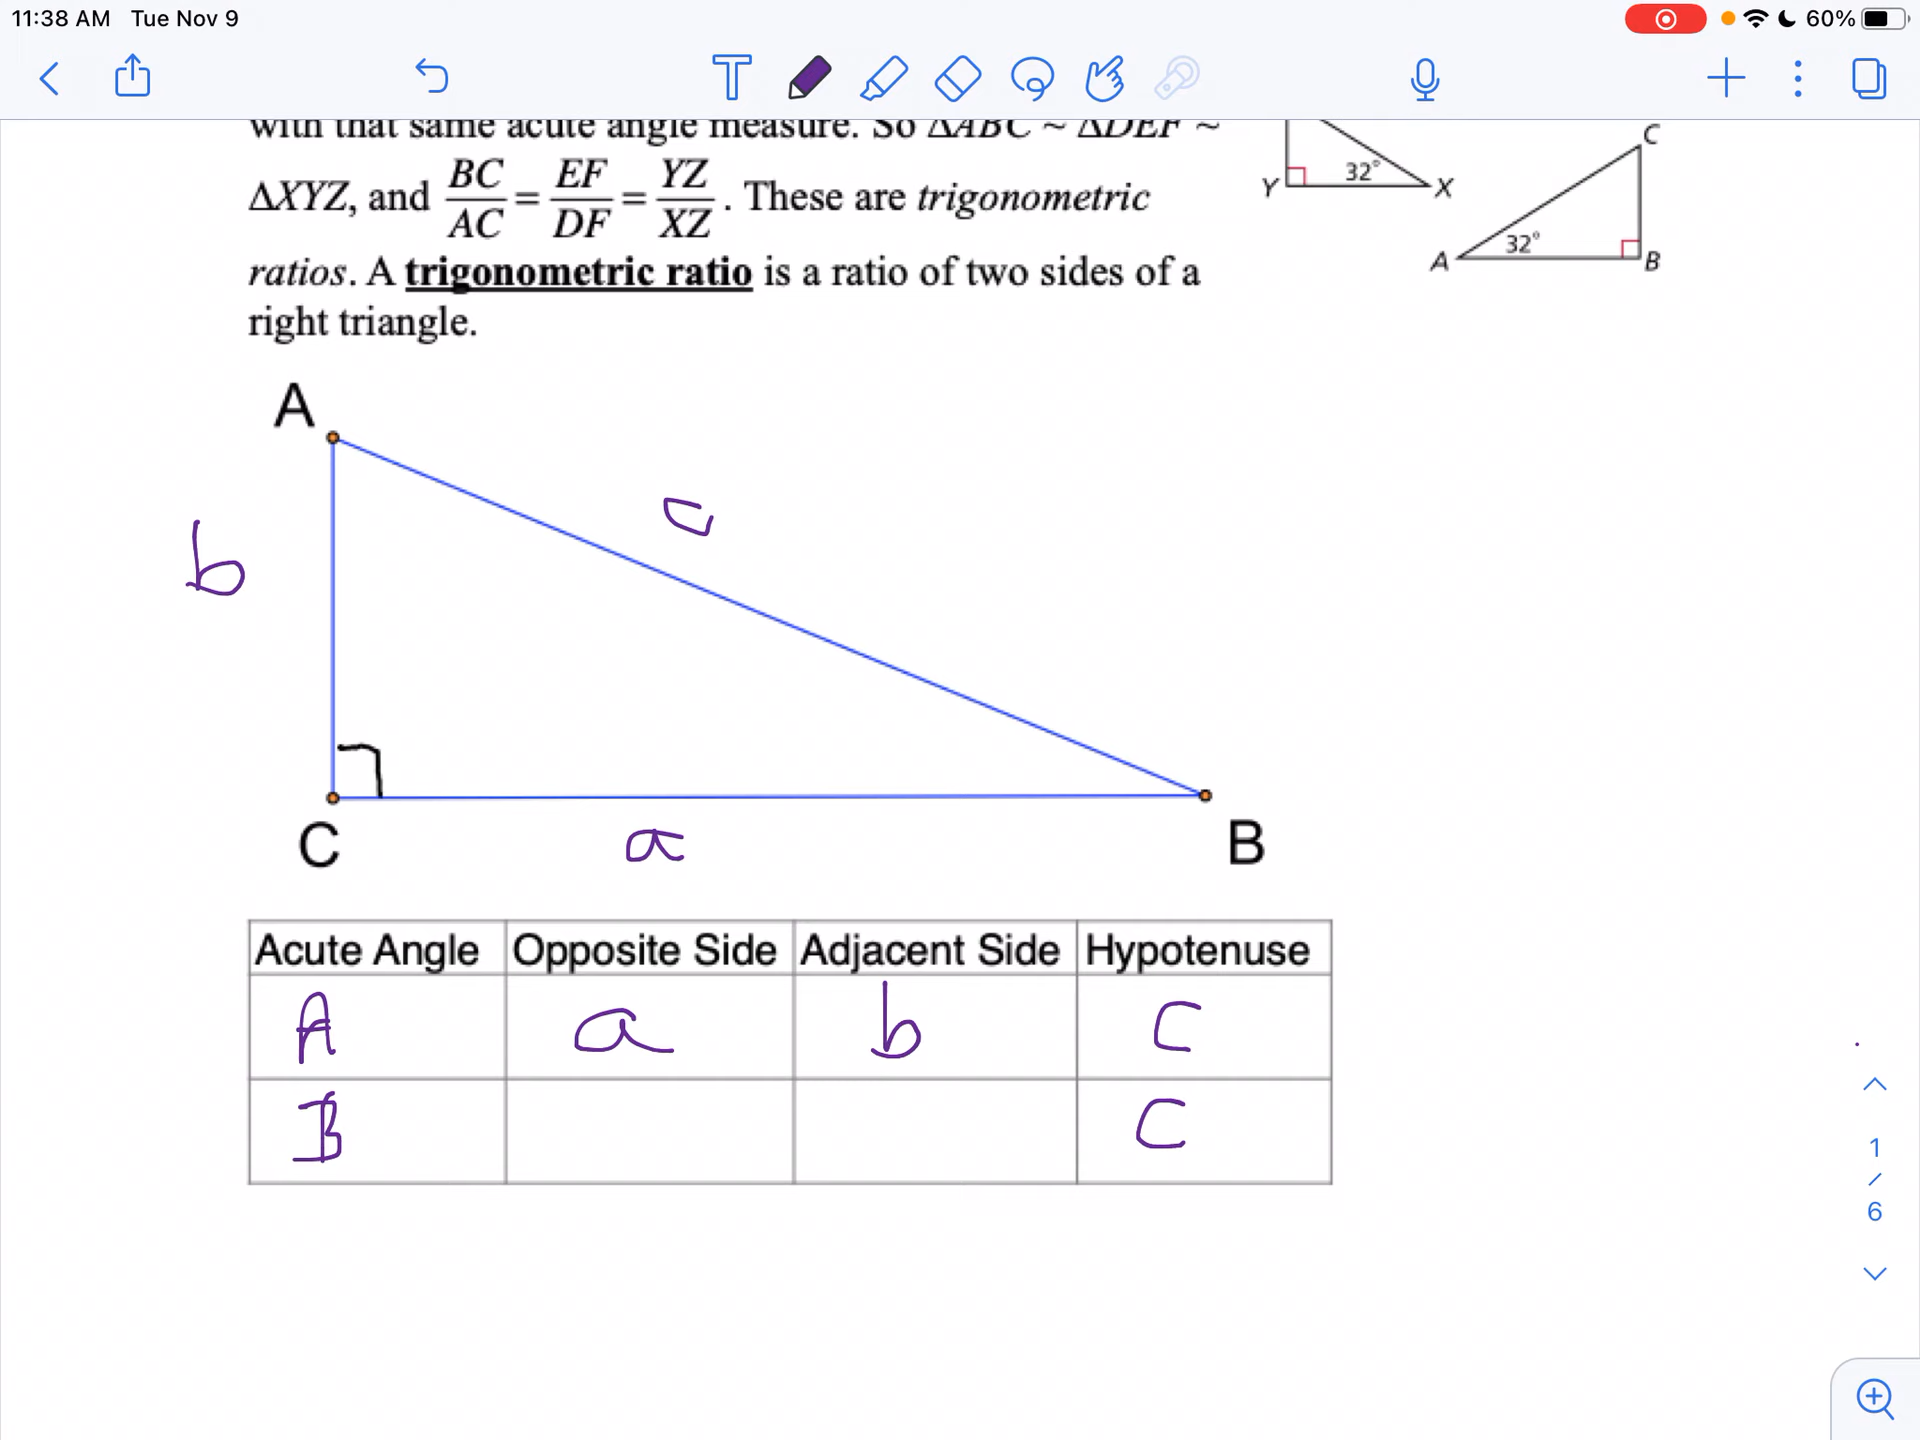 11:38 AM Tue Nov 9
60%
with that same acute angle measure. So ΔABC ~ ΔDEF ~
ΔXYZ, and BC/AC = EF/DF = YZ/XZ. These are trigonometric
ratios. A trigonometric ratio is a ratio of two sides of a
right triangle.
Y 32° X
C
A 32° B
A
c
b
C a B
Acute Angle Opposite Side Adjacent Side Hypotenuse
A a b C
B C
1
/
6